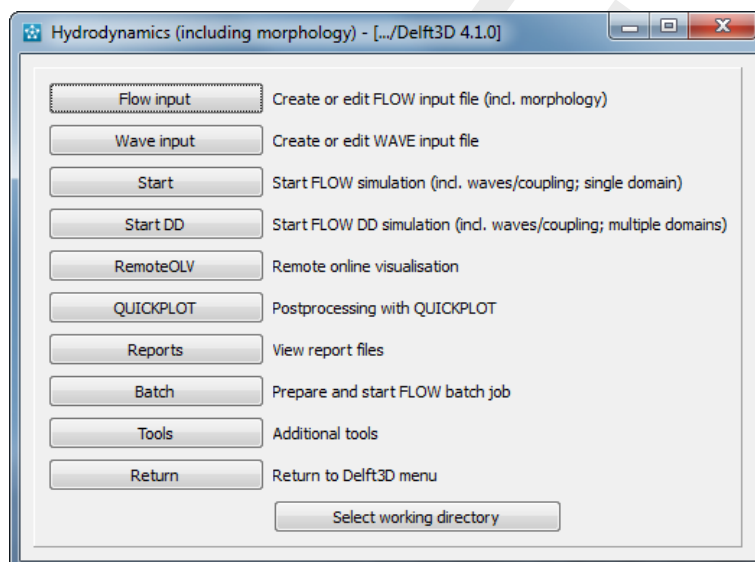 Hydrodynamics (including morphology) - [.../Delft3D 4.1.0]
Flow input Create or edit FLOW input file (incl. morphology)
Wave input Create or edit WAVE input file
Start Start FLOW simulation (incl. waves/coupling; single domain)
Start DD Start FLOW DD simulation (incl. waves/coupling; multiple domains)
RemoteOLV Remote online visualisation
QUICKPLOT Postprocessing with QUICKPLOT
Reports View report files
Batch Prepare and start FLOW batch job
Tools Additional tools
Return Return to Delft3D menu
Select working directory